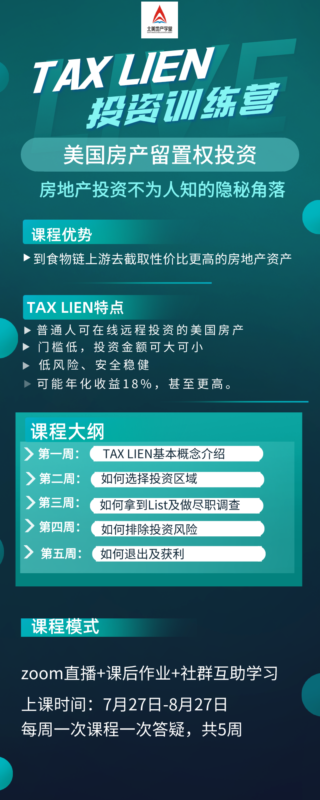 TAX LIEN
投资训练营
美国房产留置权投资
房地产投资不为人知的隐秘角落
课程优势
到食物链上游去截取性价比更高的房地产资产
TAX LIEN特点
普通人可在线远程投资的美国房产
门槛低，投资金额可大可小
低风险、安全稳健
可能年化收益18%，甚至更高。
课程大纲
第一周： TAX LIEN基本概念介绍
第二周： 如何选择投资区域
第三周： 如何拿到List及做尽职调查
第四周： 如何排除投资风险
第五周： 如何退出及获利
课程模式
zoom直播+课后作业+社群互助学习
上课时间：7月27日-8月27日
每周一次课程一次答疑，共5周